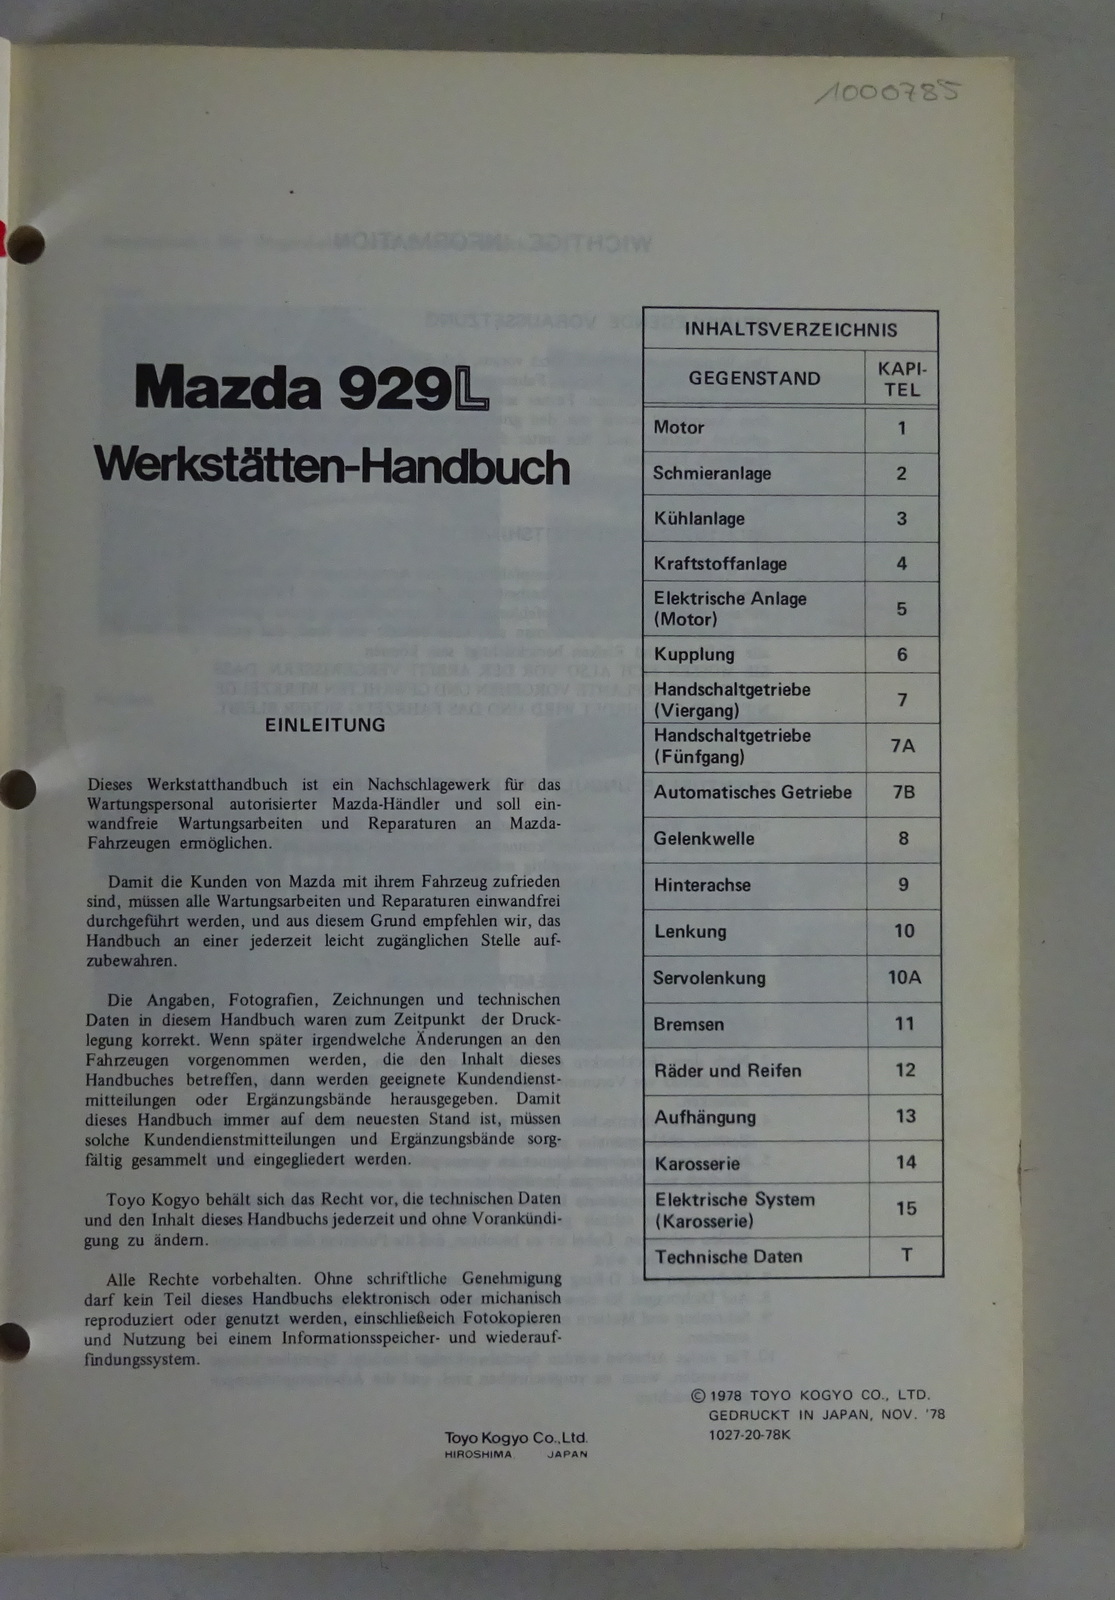 1000785
Mazda 929L
Werkstätten-Handbuch
EINLEITUNG
Dieses Werkstatthandbuch ist ein Nachschlagewerk für das
Wartungspersonal autorisierter Mazda-Händler und soll ein-
wandfreie Wartungsarbeiten und Reparaturen an Mazda-
Fahrzeugen ermöglichen.
Damit die Kunden von Mazda mit ihrem Fahrzeug zufrieden
sind, müssen alle Wartungsarbeiten und Reparaturen einwandfrei
durchgeführt werden, und aus diesem Grund empfehlen wir, das
Handbuch an einer jederzeit leicht zugänglichen Stelle auf-
zubewahren.
Die Angaben, Fotografien, Zeichnungen und technischen
Daten in diesem Handbuch waren zum Zeitpunkt der Druck-
legung korrekt. Wenn später irgendwelche Änderungen an den
Fahrzeugen vorgenommen werden, die den Inhalt dieses
Handbuches betreffen, dann werden geeignete Kundendienst-
mitteilungen oder Ergänzungsbände herausgegeben. Damit
dieses Handbuch immer auf dem neuesten Stand ist, müssen
solche Kundendienstmitteilungen und Ergänzungsbände sorg-
fältig gesammelt und eingegliedert werden.
Toyo Kogyo behält sich das Recht vor, die technischen Daten
und den Inhalt dieses Handbuchs jederzeit und ohne Vorankündi-
gung zu ändern.
Alle Rechte vorbehalten. Ohne schriftliche Genehmigung
darf kein Teil dieses Handbuchs elektronisch oder michanisch
reproduziert oder genutzt werden, einschließeich Fotokopieren
und Nutzung bei einem Informationsspeicher- und wiederauf-
findungssystem.
Toyo Kogyo Co.,Ltd.
HIROSHIMA JAPAN
INHALTSVERZEICHNIS
GEGENSTAND KAPI-
TEL
Motor 1
Schmieranlage 2
Kühlanlage 3
Kraftstoffanlage 4
Elektrische Anlage
(Motor) 5
Kupplung 6
Handschaltgetriebe
(Viergang) 7
Handschaltgetriebe
(Fünfgang) 7A
Automatisches Getriebe 7B
Gelenkwelle 8
Hinterachse 9
Lenkung 10
Servolenkung 10A
Bremsen 11
Räder und Reifen 12
Aufhängung 13
Karosserie 14
Elektrische System
(Karosserie) 15
Technische Daten T
© 1978 TOYO KOGYO CO., LTD.
GEDRUCKT IN JAPAN, NOV. '78
1027-20-78K